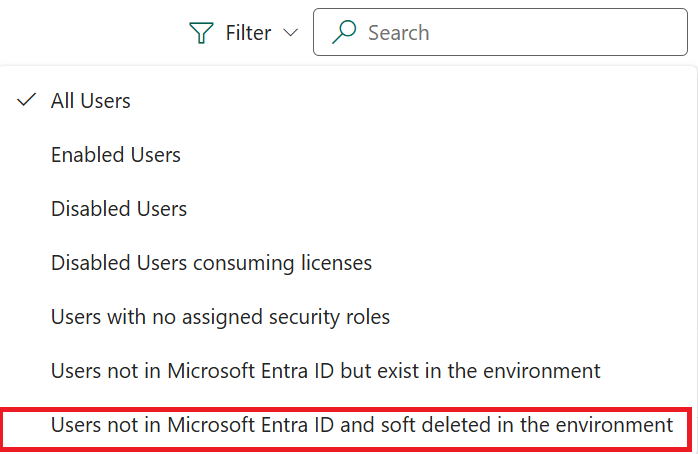 Filter Search
All Users
Enabled Users
Disabled Users
Disabled Users consuming licenses
Users with no assigned security roles
Users not in Microsoft Entra ID but exist in the environment
Users not in Microsoft Entra ID and soft deleted in the environment